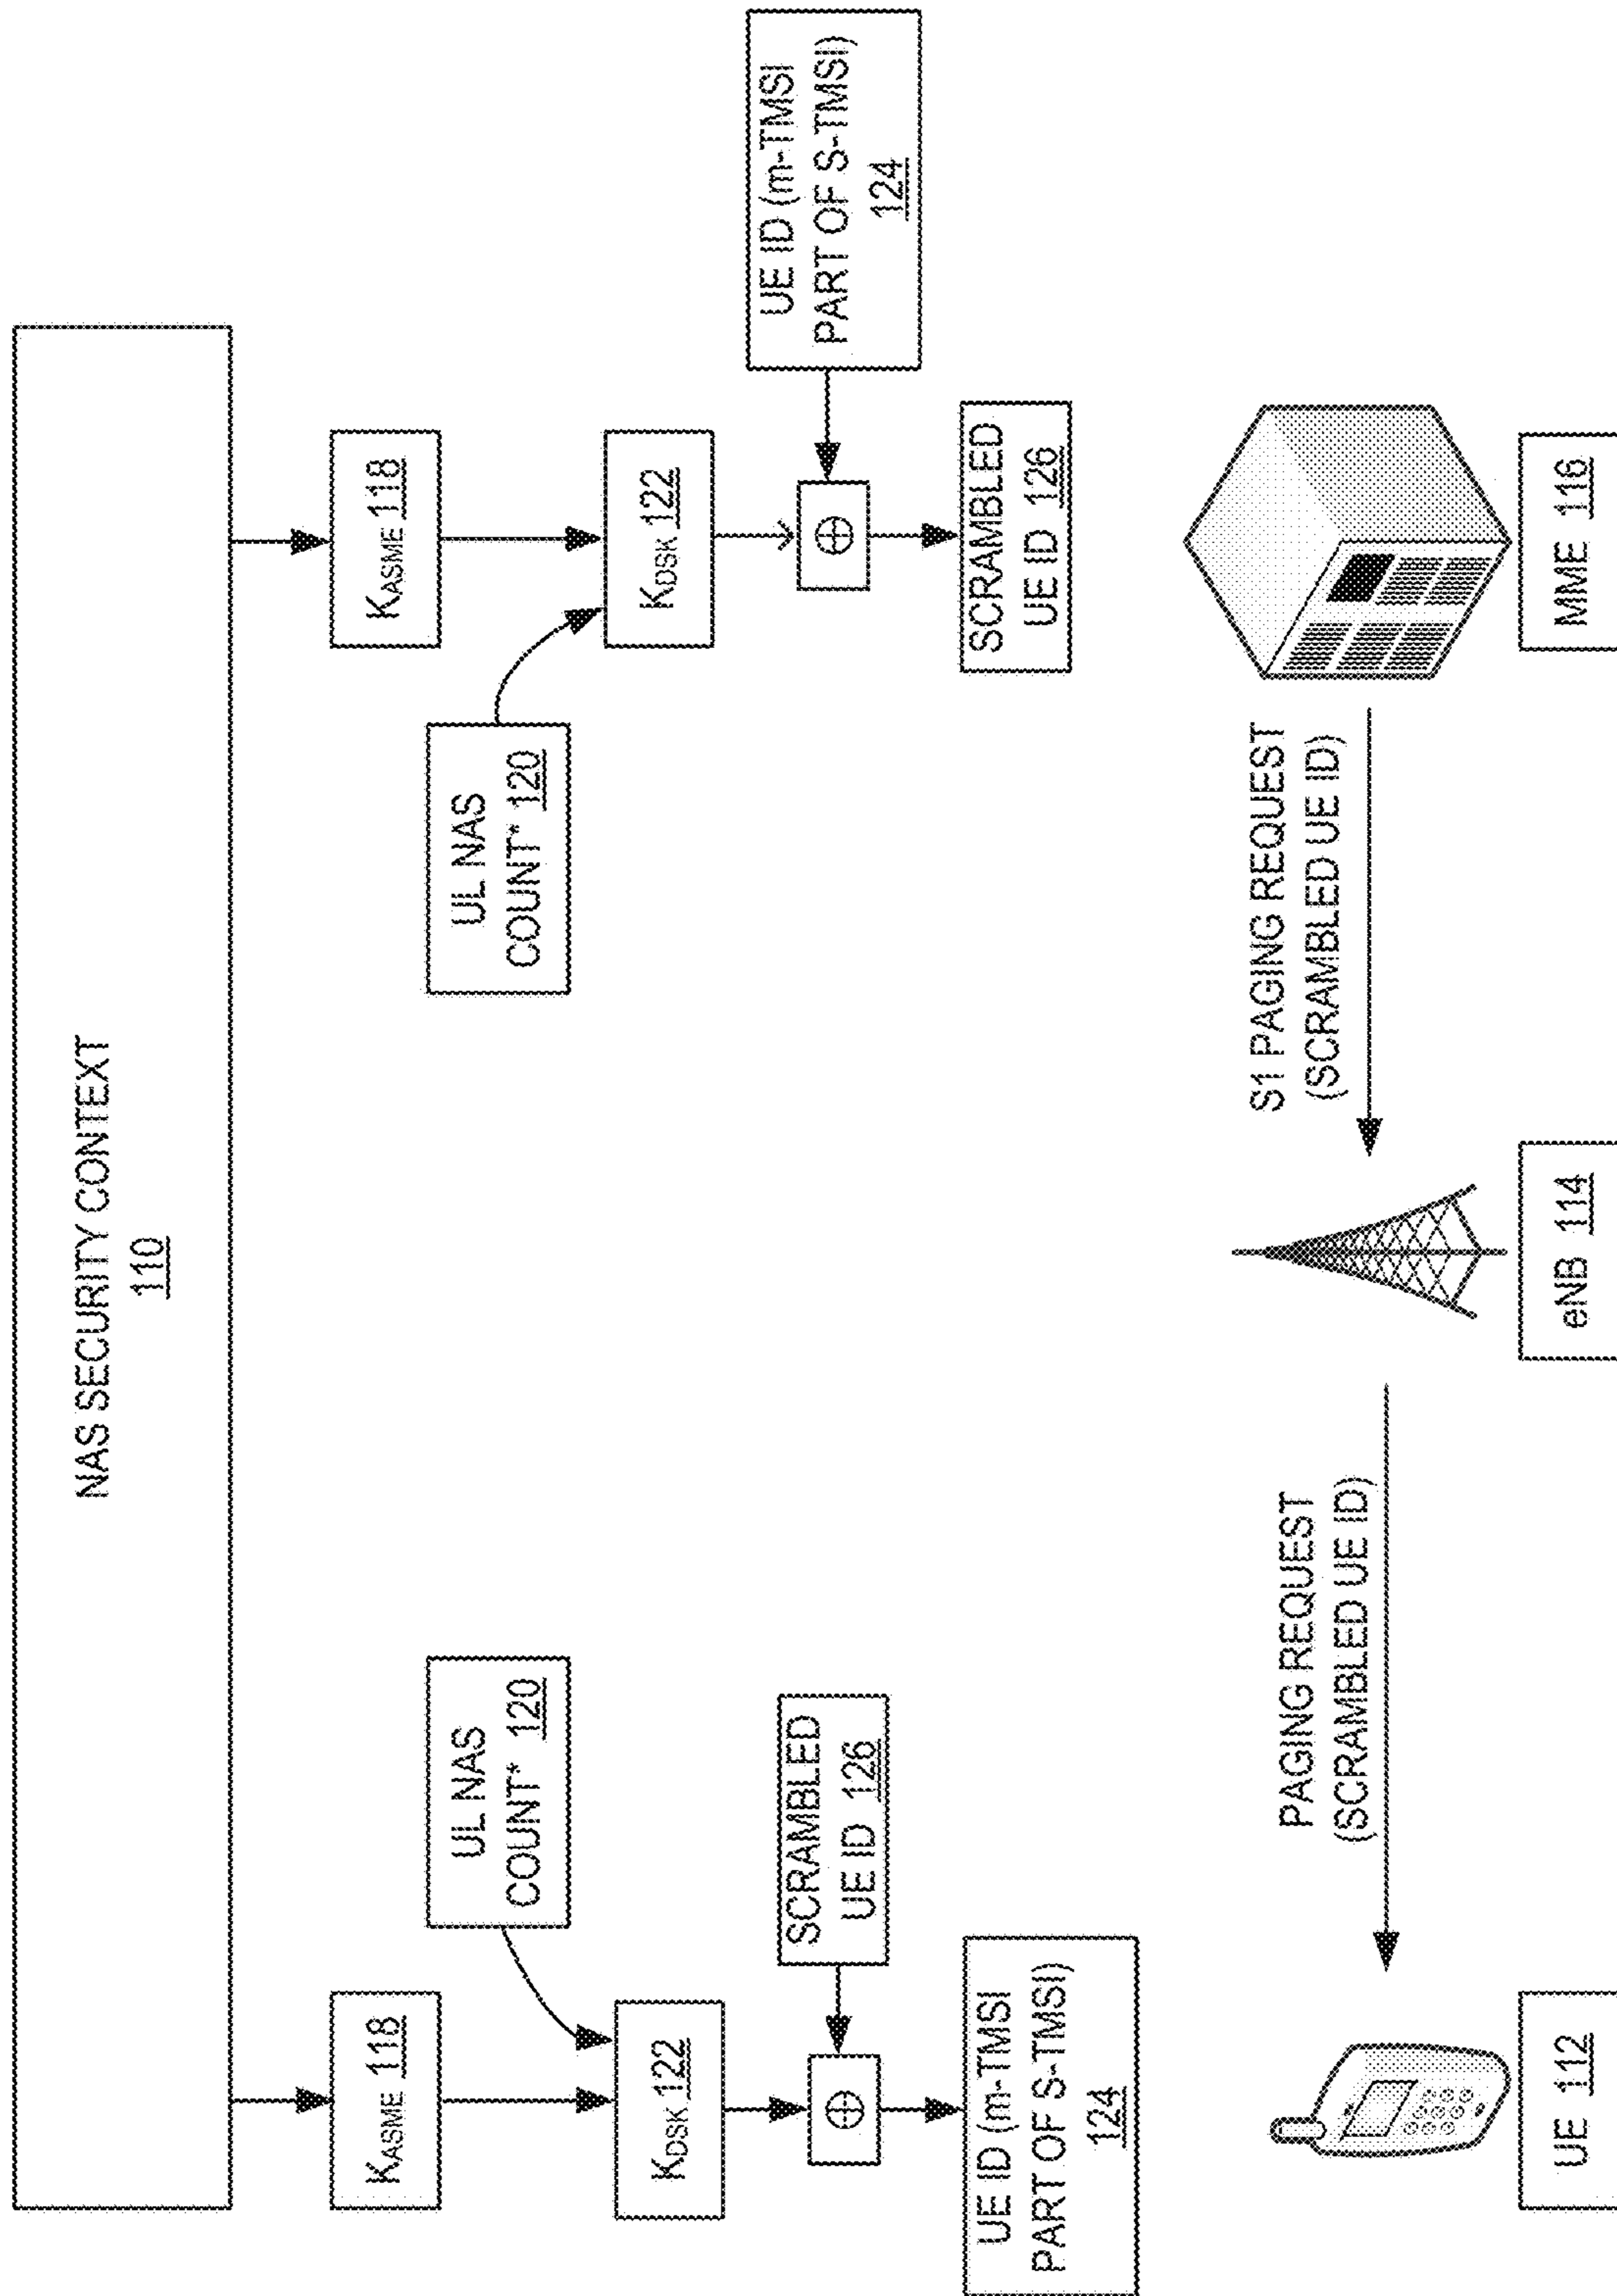 NAS SECURITY CONTEXT
110
KASME 118
KASME 118
UL NAS
COUNT* 120
UL NAS
COUNT* 120
KDSK 122
KDSK 122
SCRAMBLED
UE ID 126
UE ID (m-TMSI
PART OF S-TMSI)
124
⊕
⊕
UE ID (m-TMSI
PART OF S-TMSI)
124
SCRAMBLED
UE ID 126
PAGING REQUEST
(SCRAMBLED UE ID)
S1 PAGING REQUEST
(SCRAMBLED UE ID)
UE 112
eNB 114
MME 116